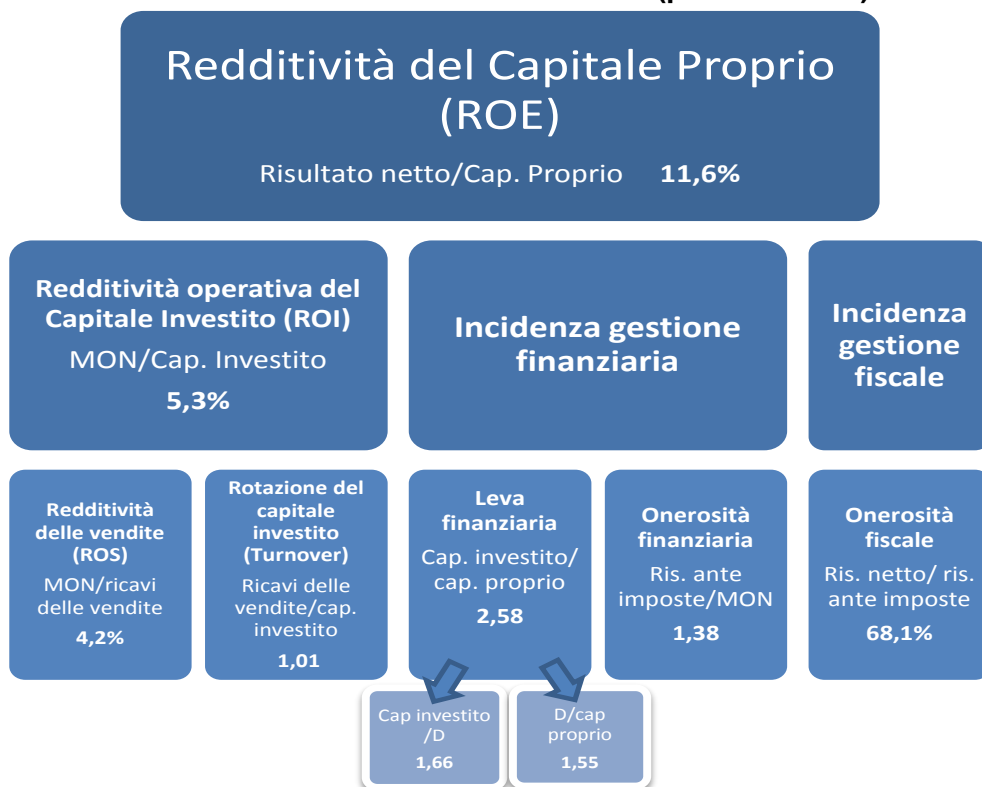 Redditività del Capitale Proprio
(ROE)
Risultato netto/Cap. Proprio 11,6%
Redditività operativa del
Capitale Investito (ROI)
MON/Cap. Investito
5,3%
Incidenza gestione
finanziaria
Incidenza
gestione
fiscale
Redditività
delle vendite
(ROS)
MON/ricavi
delle vendite
4,2%
Rotazione del
capitale
investito
(Turnover)
Ricavi delle
vendite/cap.
investito
1,01
Leva
finanziaria
Cap. investito/
cap. proprio
2,58
Onerosità
finanziaria
Ris. ante
imposte/MON
1,38
Onerosità
fiscale
Ris. netto/ ris.
ante imposte
68,1%
Cap investito
/D
1,66
D/cap
proprio
1,55